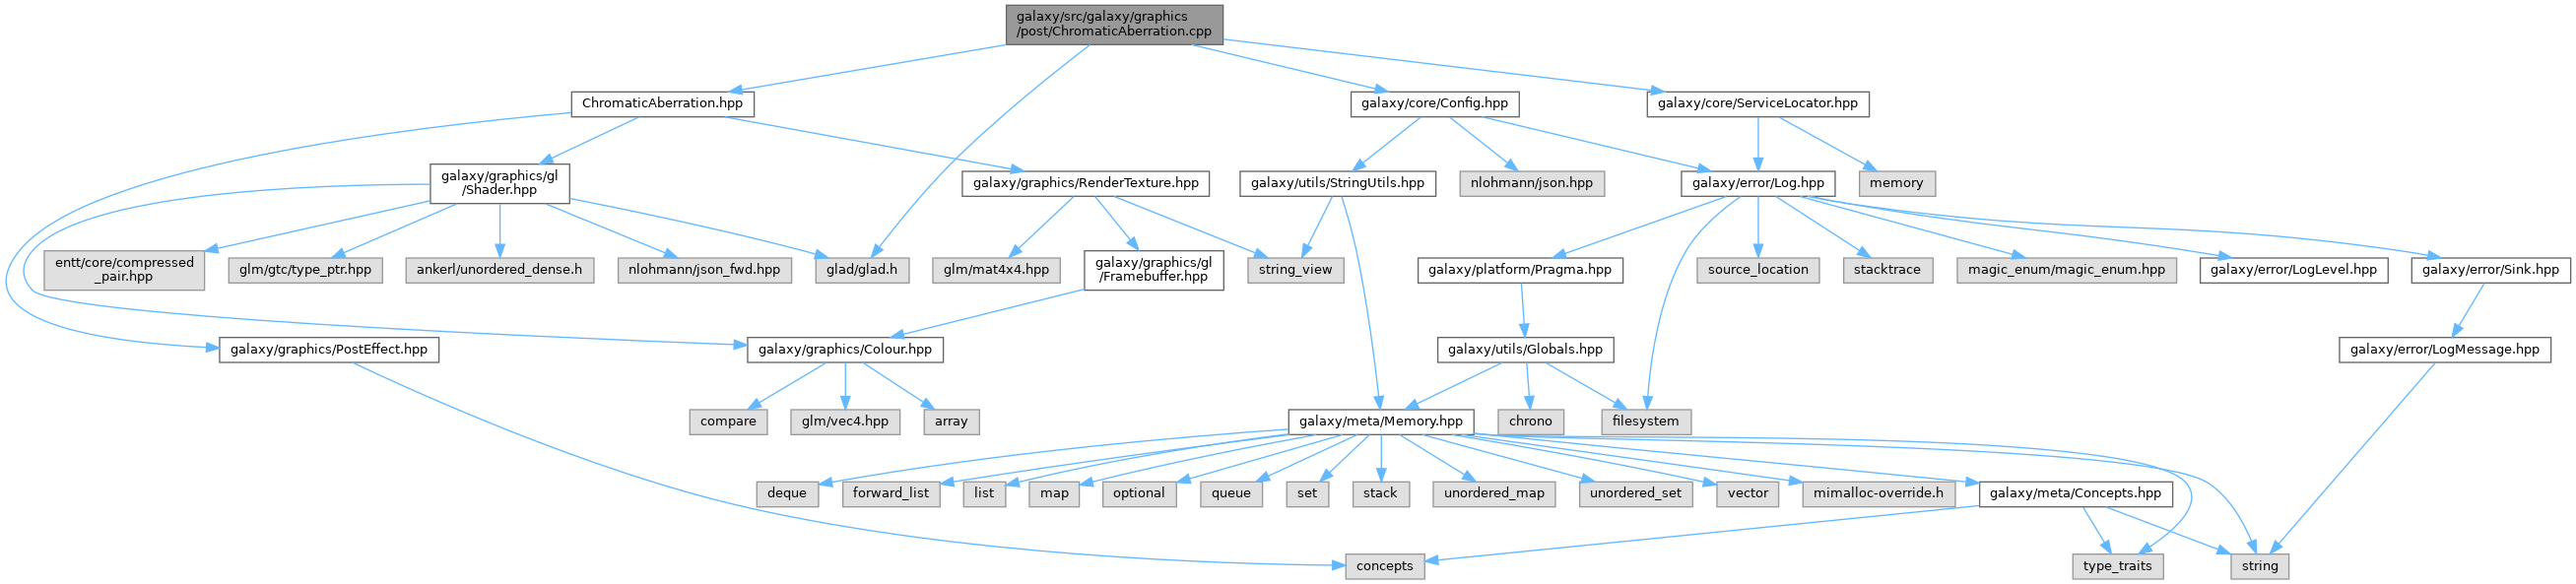 galaxy/src/galaxy/graphics
/post/ChromaticAberration.cpp
ChromaticAberration.hpp
galaxy/core/Config.hpp
galaxy/core/ServiceLocator.hpp
galaxy/graphics/gl
/Shader.hpp
galaxy/graphics/RenderTexture.hpp
galaxy/utils/StringUtils.hpp
nlohmann/json.hpp
galaxy/error/Log.hpp
memory
entt/core/compressed
_pair.hpp
glm/gtc/type_ptr.hpp
ankerl/unordered_dense.h
nlohmann/json_fwd.hpp
glad/glad.h
glm/mat4x4.hpp
galaxy/graphics/gl
/Framebuffer.hpp
string_view
galaxy/platform/Pragma.hpp
source_location
stacktrace
magic_enum/magic_enum.hpp
galaxy/error/LogLevel.hpp
galaxy/error/Sink.hpp
galaxy/graphics/PostEffect.hpp
galaxy/graphics/Colour.hpp
galaxy/utils/Globals.hpp
galaxy/error/LogMessage.hpp
compare
glm/vec4.hpp
array
galaxy/meta/Memory.hpp
chrono
filesystem
deque
forward_list
list
map
optional
queue
set
stack
unordered_map
unordered_set
vector
mimalloc-override.h
galaxy/meta/Concepts.hpp
concepts
type_traits
string